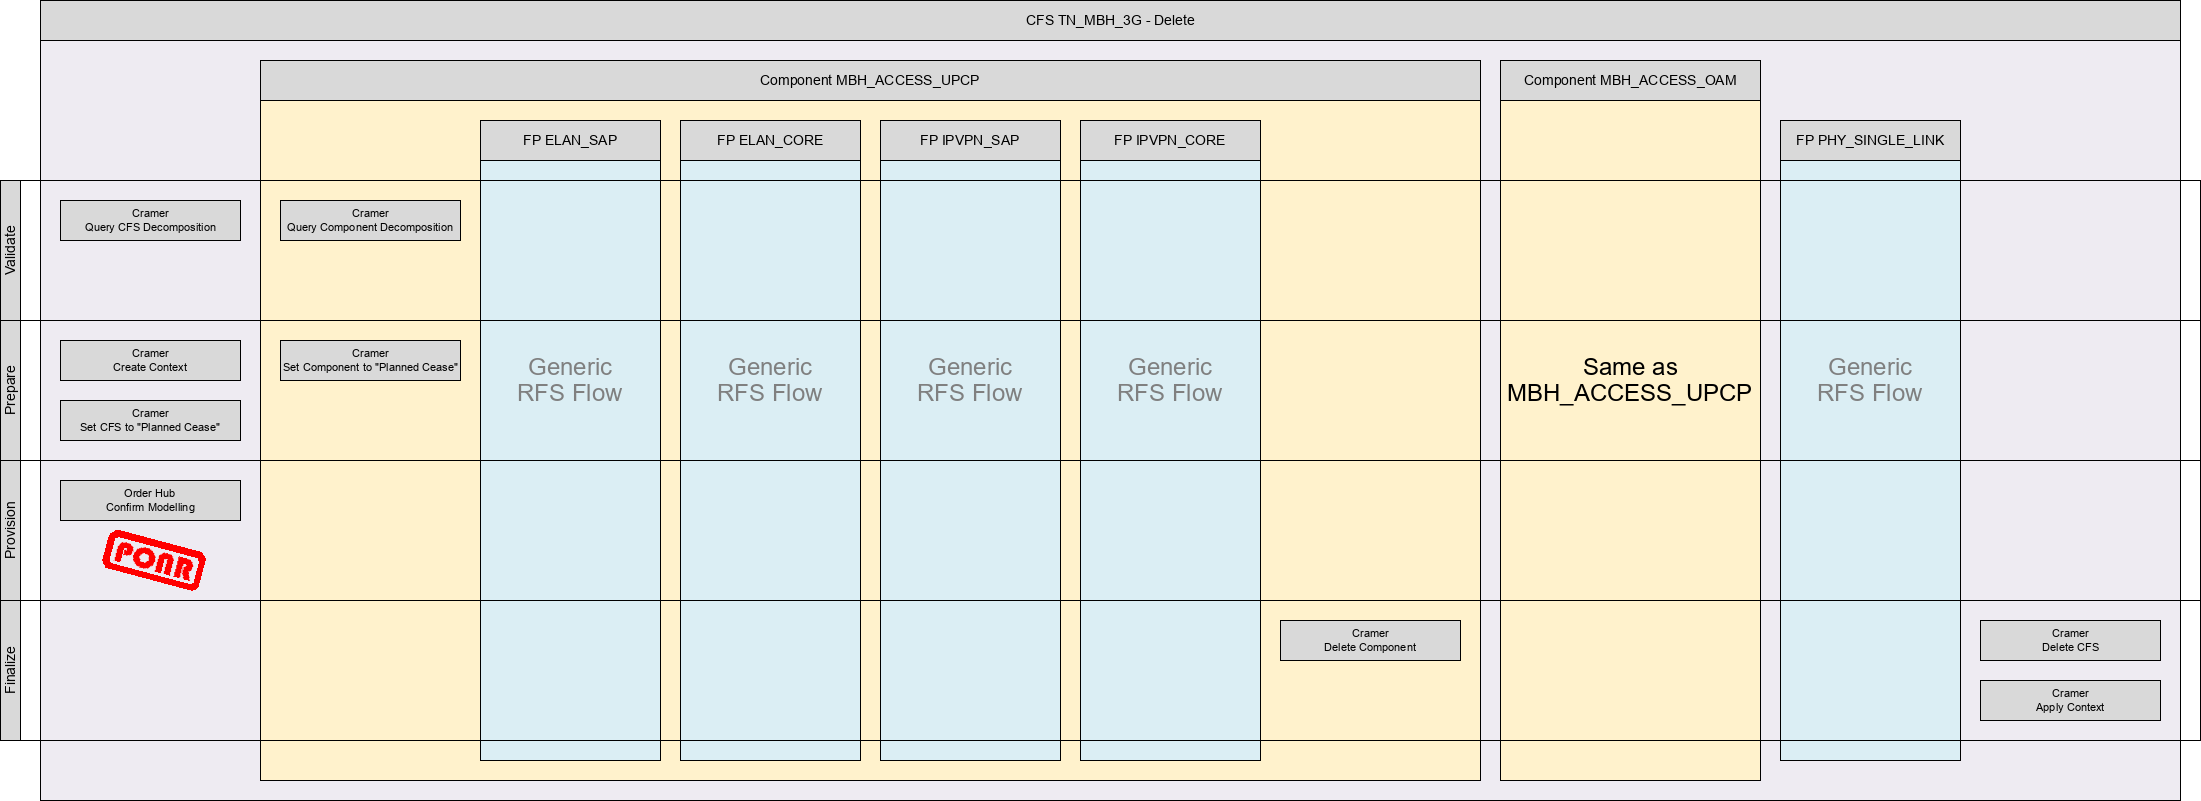 CFS TN_MBH_3G - Delete
Component MBH_ACCESS_UPCP
Component MBH_ACCESS_OAM
FP ELAN_SAP
FP ELAN_CORE
FP IPVPN_SAP
FP IPVPN_CORE
FP PHY_SINGLE_LINK
Validate
Cramer
Query CFS Decomposition
Cramer
Query Component Decomposition
Prepare
Cramer
Create Context
Cramer
Set CFS to "Planned Cease"
Cramer
Set Component to "Planned Cease"
Generic
RFS Flow
Generic
RFS Flow
Generic
RFS Flow
Generic
RFS Flow
Same as
MBH_ACCESS_UPCP
Generic
RFS Flow
Provision
Order Hub
Confirm Modelling
PONR
Finalize
Cramer
Delete Component
Cramer
Delete CFS
Cramer
Apply Context